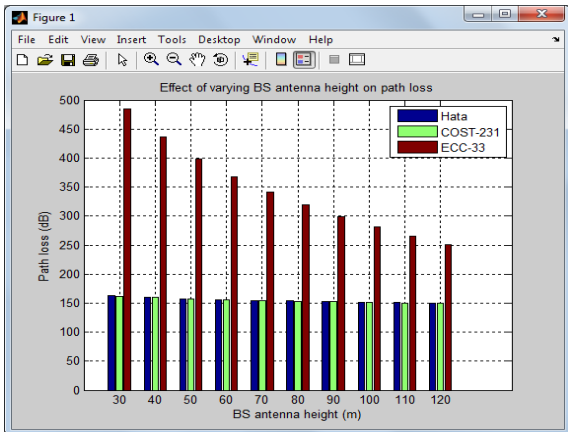 Figure 1
File Edit View Insert Tools Desktop Window Help
Effect of varying BS antenna height on path loss
500
450
400
350
300
250
200
150
100
50
0
Path loss (dB)
Hata
COST-231
ECC-33
30 40 50 60 70 80 90 100 110 120
BS antenna height (m)